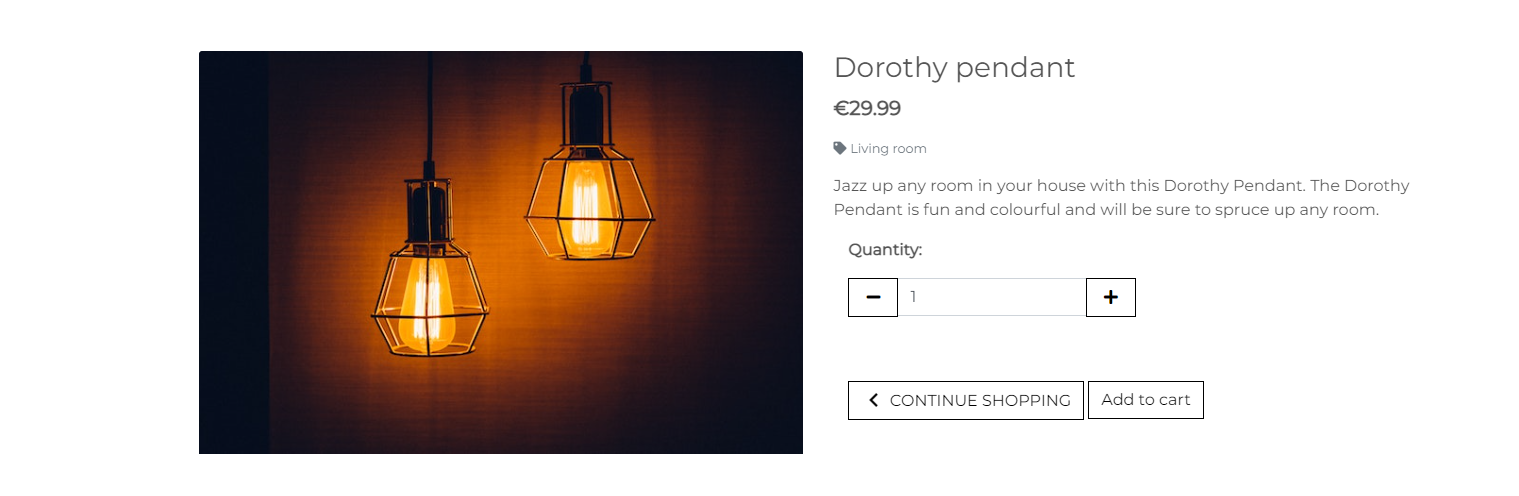 Dorothy pendant
€29.99
Living room
Jazz up any room in your house with this Dorothy Pendant. The Dorothy
Pendant is fun and colourful and will be sure to spruce up any room.
Quantity:
1
CONTINUE SHOPPING Add to cart